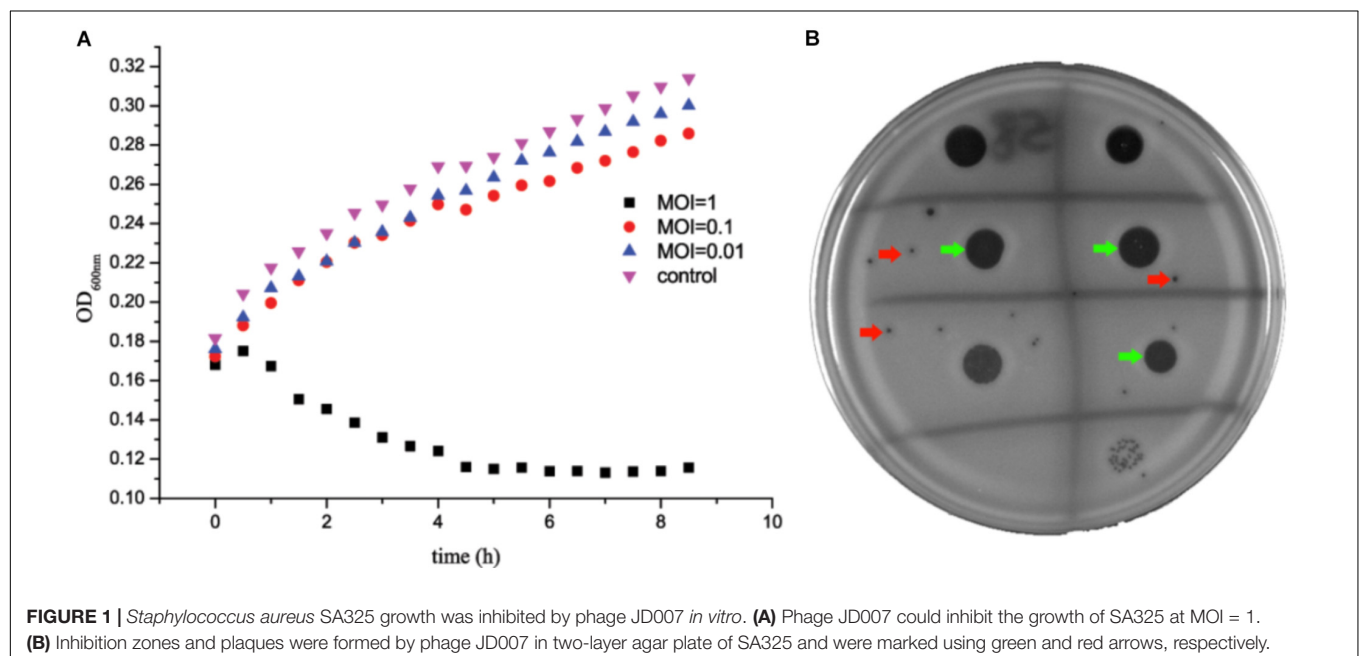 A
B
0.32
0.30
0.28
0.26
0.24
0.22
0.20
0.18
0.16
0.14
0.12
0.10
OD600nm
MOI=1
MOI=0.1
MOI=0.01
control
0 2 4 6 8 10
time (h)
FIGURE 1 | Staphylococcus aureus SA325 growth was inhibited by phage JD007 in vitro. (A) Phage JD007 could inhibit the growth of SA325 at MOI = 1.
(B) Inhibition zones and plaques were formed by phage JD007 in two-layer agar plate of SA325 and were marked using green and red arrows, respectively.